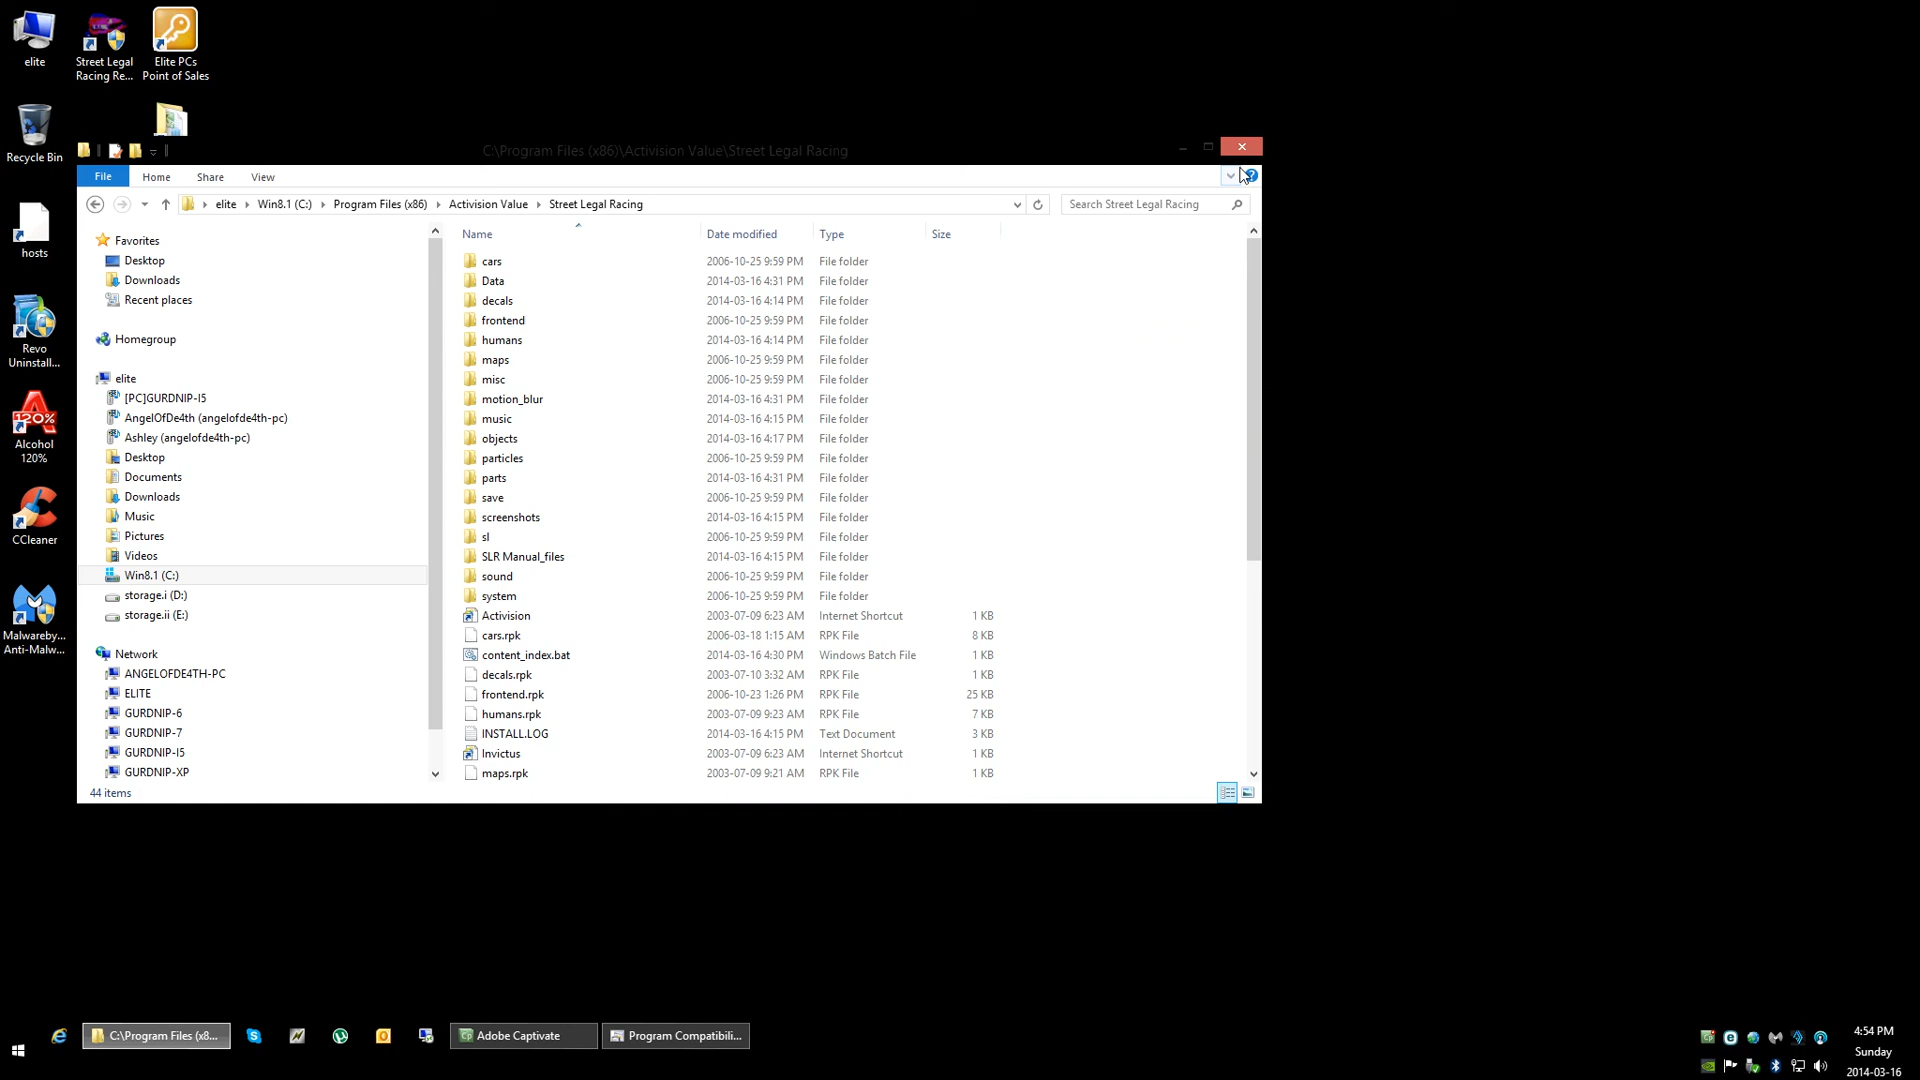 elite
Street Legal
Racing Re...
Elite PCs
Point of Sales
Recycle Bin
hosts
Revo
Uninstall...
120%
Alcohol
120%
CCleaner
Malwareby...
Anti-Malw...
C:\Program Files (x86)\Activision Value\Street Legal Racing
File Home Share View
elite Win8.1 (C:) Program Files (x86) Activision Value Street Legal Racing
Search Street Legal Racing
Favorites
Desktop
Downloads
Recent places
Homegroup
elite
[PC]GURDNIP-I5
AngelOfDe4th (angelofde4th-pc)
Ashley (angelofde4th-pc)
Desktop
Documents
Downloads
Music
Pictures
Videos
Win8.1 (C:)
storage.i (D:)
storage.ii (E:)
Network
ANGELOFDE4TH-PC
ELITE
GURDNIP-6
GURDNIP-7
GURDNIP-I5
GURDNIP-XP
Name Date modified Type Size
cars 2006-10-25 9:59 PM File folder
Data 2014-03-16 4:31 PM File folder
decals 2014-03-16 4:14 PM File folder
frontend 2006-10-25 9:59 PM File folder
humans 2014-03-16 4:14 PM File folder
maps 2006-10-25 9:59 PM File folder
misc 2006-10-25 9:59 PM File folder
motion_blur 2014-03-16 4:31 PM File folder
music 2014-03-16 4:15 PM File folder
objects 2014-03-16 4:17 PM File folder
particles 2006-10-25 9:59 PM File folder
parts 2014-03-16 4:31 PM File folder
save 2006-10-25 9:59 PM File folder
screenshots 2014-03-16 4:15 PM File folder
sl 2006-10-25 9:59 PM File folder
SLR Manual_files 2014-03-16 4:15 PM File folder
sound 2006-10-25 9:59 PM File folder
system 2006-10-25 9:59 PM File folder
Activision 2003-07-09 6:23 AM Internet Shortcut 1 KB
cars.rpk 2006-03-18 1:15 AM RPK File 8 KB
content_index.bat 2014-03-16 4:30 PM Windows Batch File 1 KB
decals.rpk 2003-07-10 3:32 AM RPK File 1 KB
frontend.rpk 2006-10-23 1:26 PM RPK File 25 KB
humans.rpk 2003-07-09 9:23 AM RPK File 7 KB
INSTALL.LOG 2014-03-16 4:15 PM Text Document 3 KB
Invictus 2003-07-09 6:23 AM Internet Shortcut 1 KB
maps.rpk 2003-07-09 9:21 AM RPK File 1 KB
44 items
C:\Program Files (x8...
Adobe Captivate
Program Compatibili...
4:54 PM
Sunday
2014-03-16